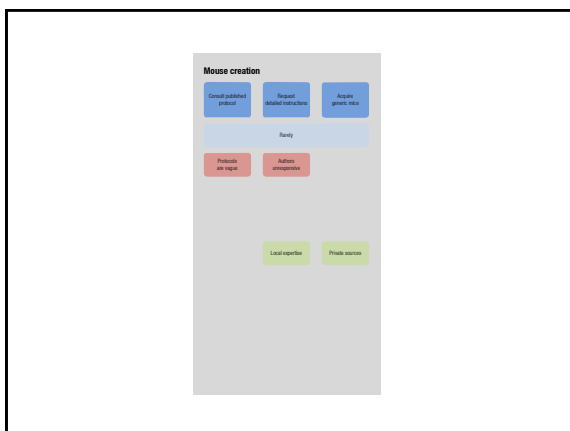 Mouse creation
Consult published
protocol
Request
detailed instructions
Acquire
generic mice
Rarely
Protocols
are vague
Authors
unresponsive
Local expertise
Private sources